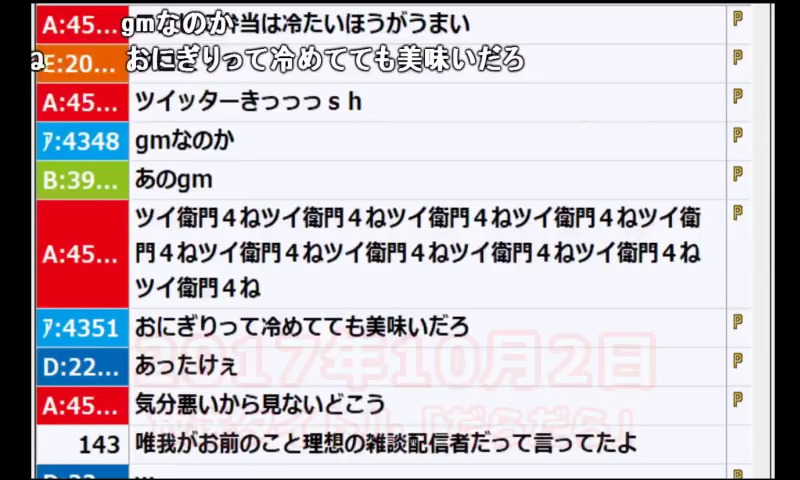 A:45... 弁当は冷たいほうがうまい P
gmなのか
E:20... P
ね おにぎりって冷めてても美味いだろ
A:45... ツイッターきっっっｓｈ P
ｱ:4348 gmなのか P
B:39... あのgm P
A:45... ツイ衛門４ねツイ衛門４ねツイ衛門４ねツイ衛門４ねツイ衛 P
門４ねツイ衛門４ねツイ衛門４ねツイ衛門４ねツイ衛門４ね
ツイ衛門４ね
ｱ:4351 おにぎりって冷めてても美味いだろ P
2017年10月2日
D:22... あったけぇ P
A:45... 気分悪いから見ないどこう P
143 唯我がお前のこと理想の雑談配信者だって言ってたよ